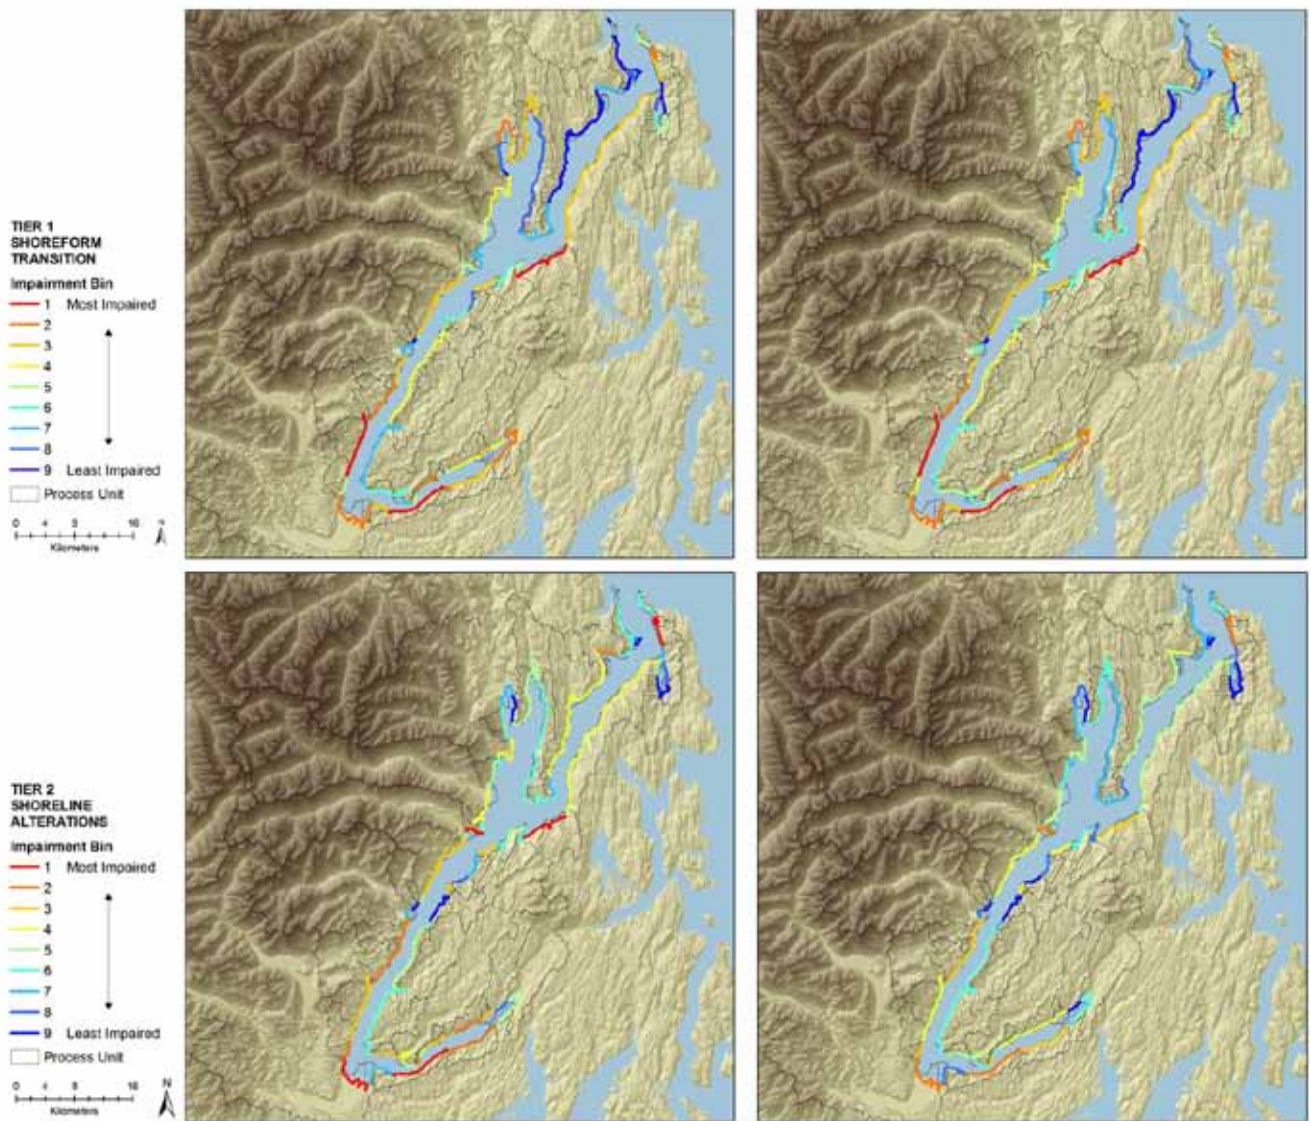 TIER 1
SHOREFORM
TRANSITION
Impairment Bin
1 Most Impaired
2
3
4
5
6
7
8
9 Least Impaired
Process Unit
0 4 8 16
Kilometers
N
TIER 2
SHORELINE
ALTERATIONS
Impairment Bin
1 Most Impaired
2
3
4
5
6
7
8
9 Least Impaired
Process Unit
N
0 4 8 16
Kilometers